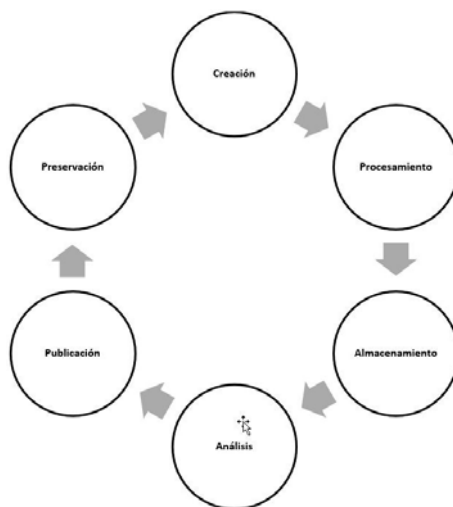 Creación
Procesamiento
Almacenamiento
Análisis
Publicación
Preservación